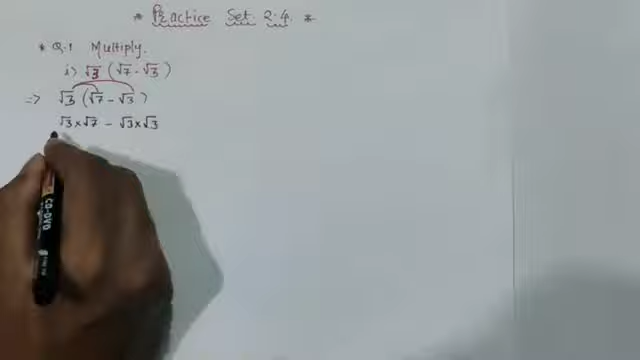 * Practice Set 2.4 *
* Q.1 Multiply.
i) √3 (√7 - √3)
=> √3 (√7 - √3)
√3 × √7 - √3 × √3